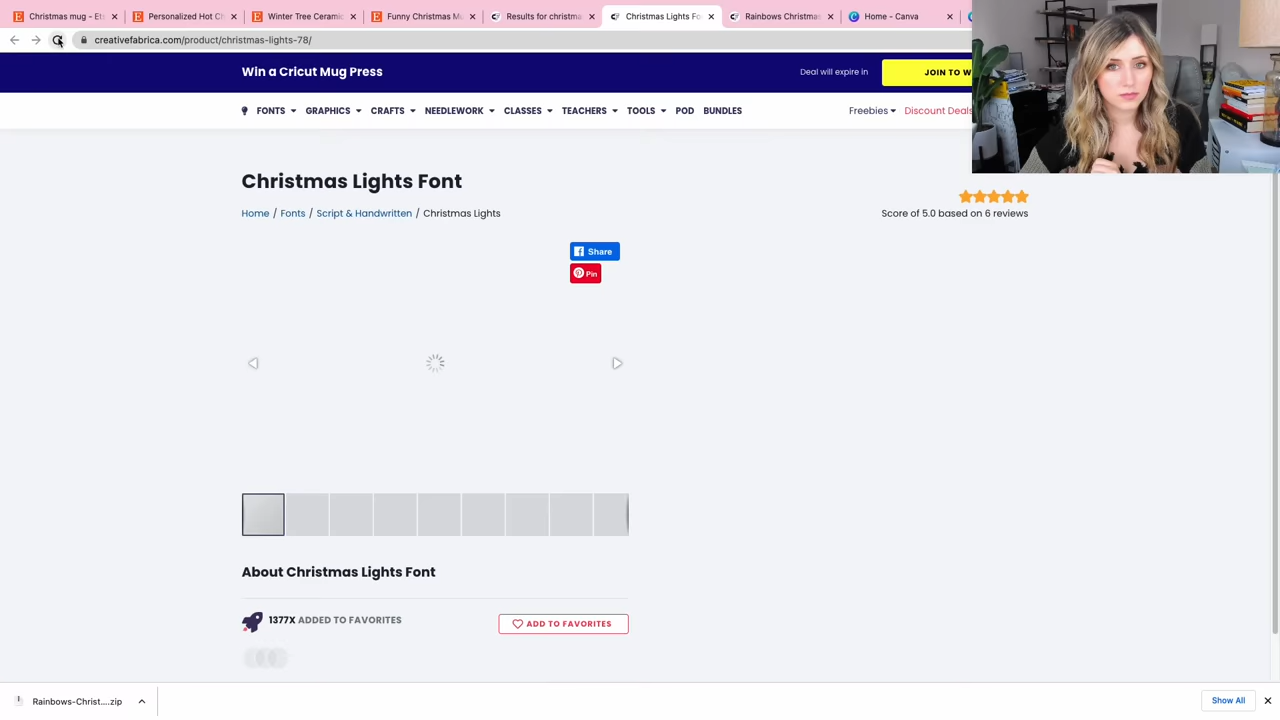 Christmas mug - Ets
Personalized Hot Ch
Winter Tree Ceramic
Funny Christmas Mu
Results for christma
Christmas Lights Fon
Rainbows Christmas
Home - Canva
creativefabrica.com/product/christmas-lights-78/
Win a Cricut Mug Press
Deal will expire in
JOIN TO W
FONTS
GRAPHICS
CRAFTS
NEEDLEWORK
CLASSES
TEACHERS
TOOLS
POD
BUNDLES
Freebies
Discount Deals
Christmas Lights Font
Home / Fonts / Script & Handwritten / Christmas Lights
Score of 5.0 based on 6 reviews
Share
Pin
About Christmas Lights Font
1377X ADDED TO FAVORITES
ADD TO FAVORITES
Rainbows-Christ....zip
Show All